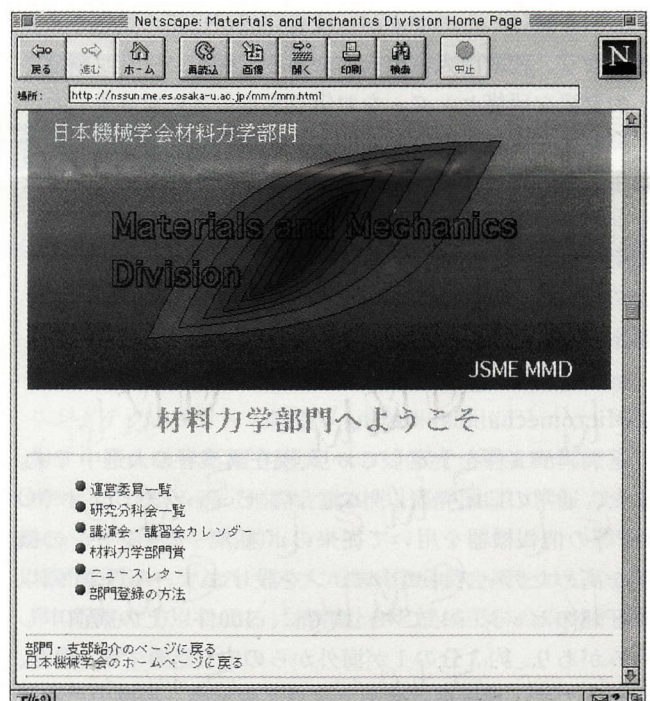 Netscape: Materials and Mechanics Division Home Page
戻る 進む ホーム 再読込 画像 開く 印刷 検索 中止
N
場所: http://nssun.me.es.osaka-u.ac.jp/mm/mm.html
日本機械学会材料力学部門
Materials and Mechanics
Division
JSME MMD
材料力学部門へようこそ
運営委員一覧
研究分科会一覧
講演会・講習会カレンダー
材料力学部門賞
ニュースレター
部門登録の方法
部門・支部紹介のページに戻る
日本機械学会のホームページに戻る